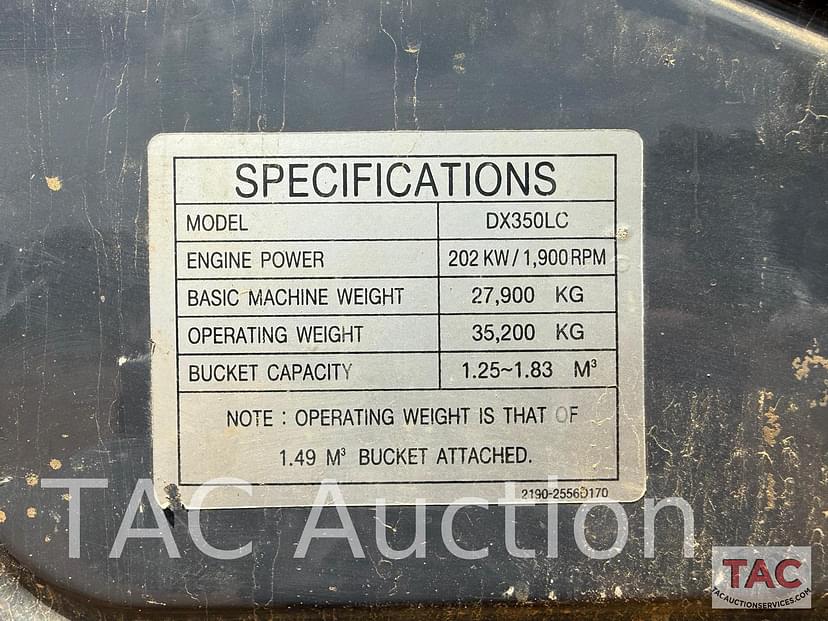 SPECIFICATIONS
MODEL DX350LC
ENGINE POWER 202 KW / 1,900 RPM
BASIC MACHINE WEIGHT 27,900 KG
OPERATING WEIGHT 35,200 KG
BUCKET CAPACITY 1.25~1.83 M³
NOTE : OPERATING WEIGHT IS THAT OF
1.49 M³ BUCKET ATTACHED.
2190-2556D170
TAC Auction
TAC
TACAUCTIONSERVICES.COM